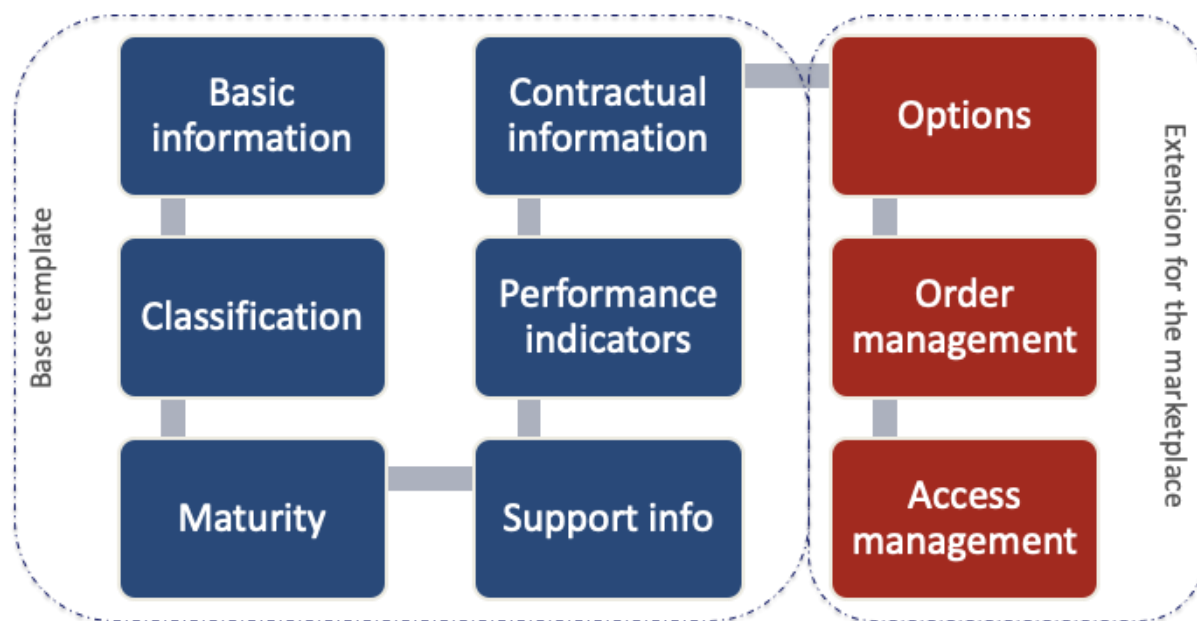 Base template
Basic
information
Classification
Maturity
Contractual
information
Performance
indicators
Support info
Options
Order
management
Access
management
Extension for the marketplace